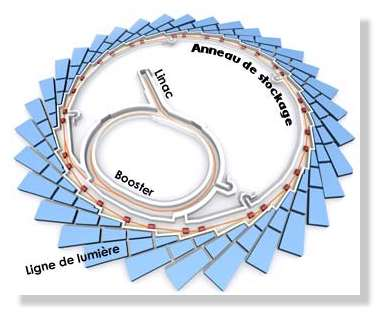 Anneau de stockage
Linac
Booster
Ligne de lumière